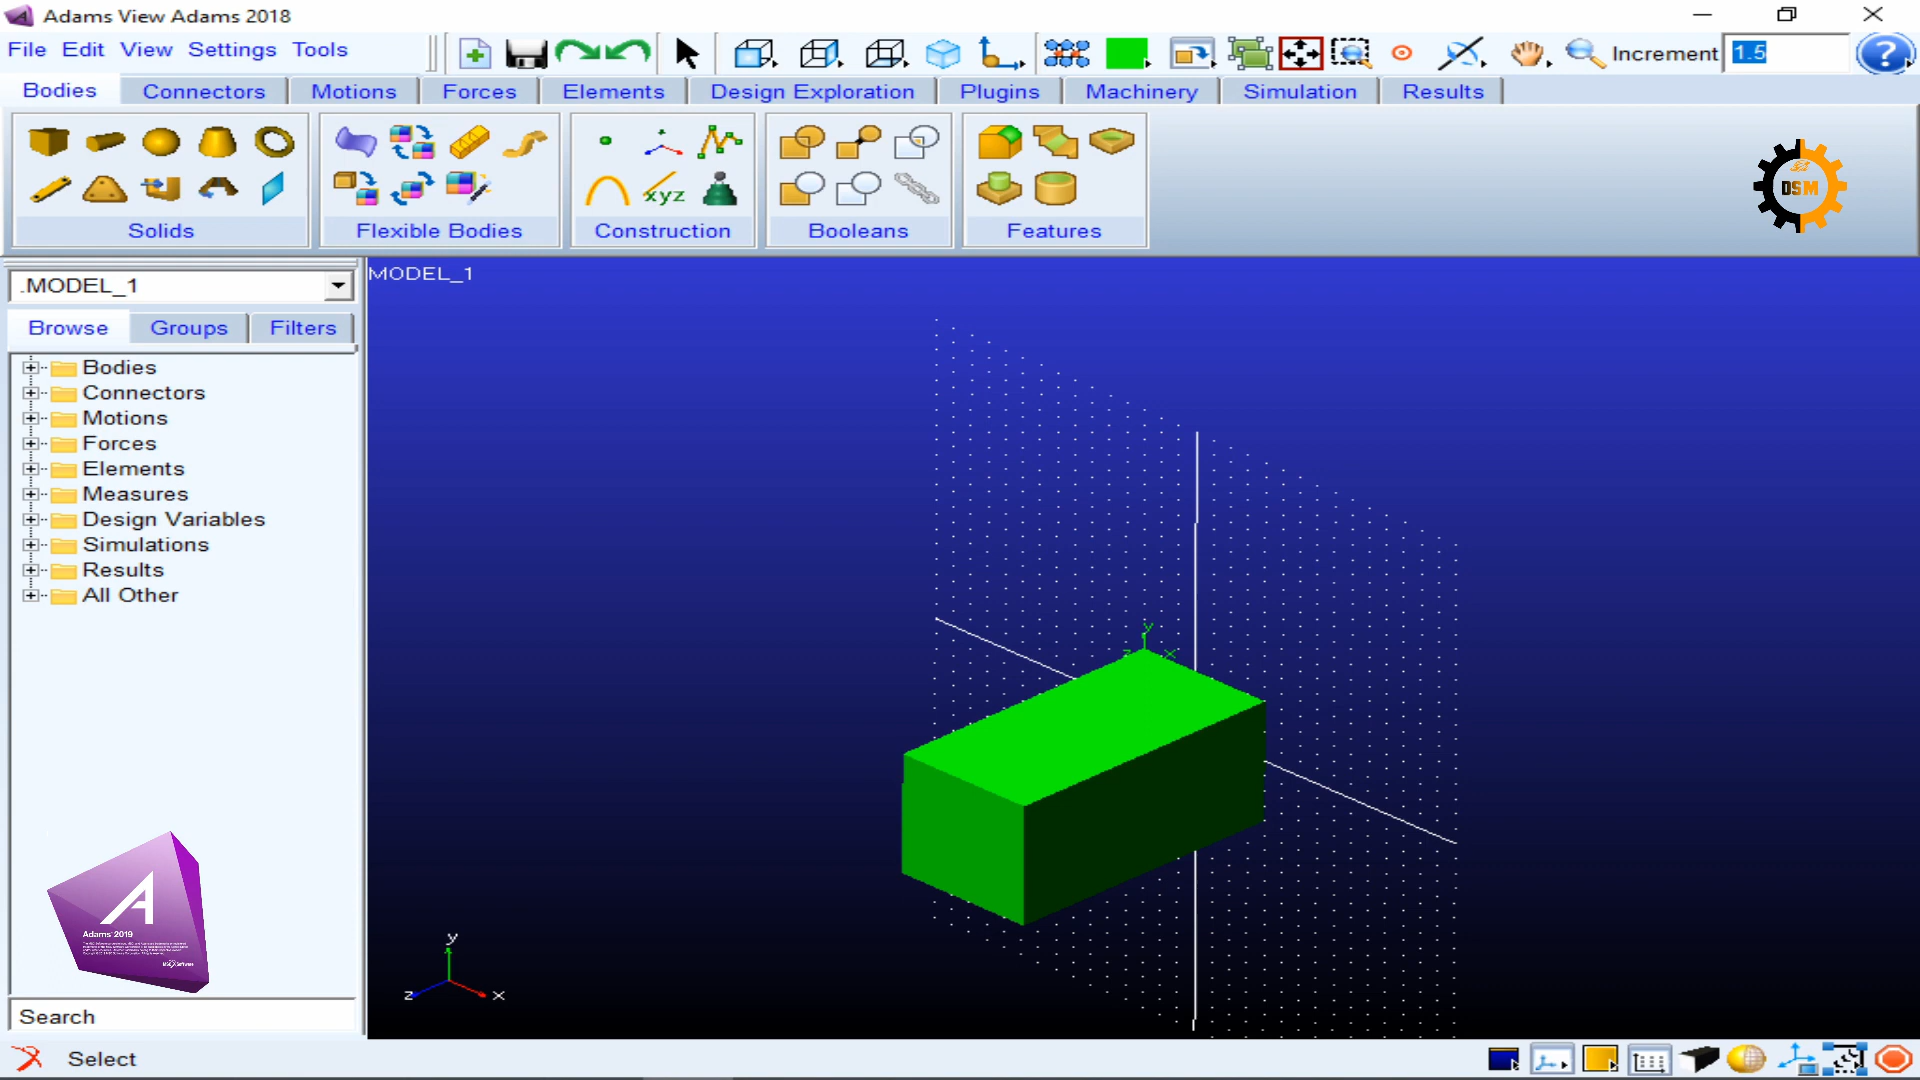 Adams View Adams 2018
File Edit View Settings Tools
Increment 1.5
Bodies Connectors Motions Forces Elements Design Exploration Plugins Machinery Simulation Results
xyz
DSM
Solids Flexible Bodies Construction Booleans Features
.MODEL_1
MODEL_1
Browse Groups Filters
Bodies
Connectors
Motions
Forces
Elements
Measures
Design Variables
Simulations
Results
All Other
y
z x
A
Adams 2019
y
z x
Search
Select